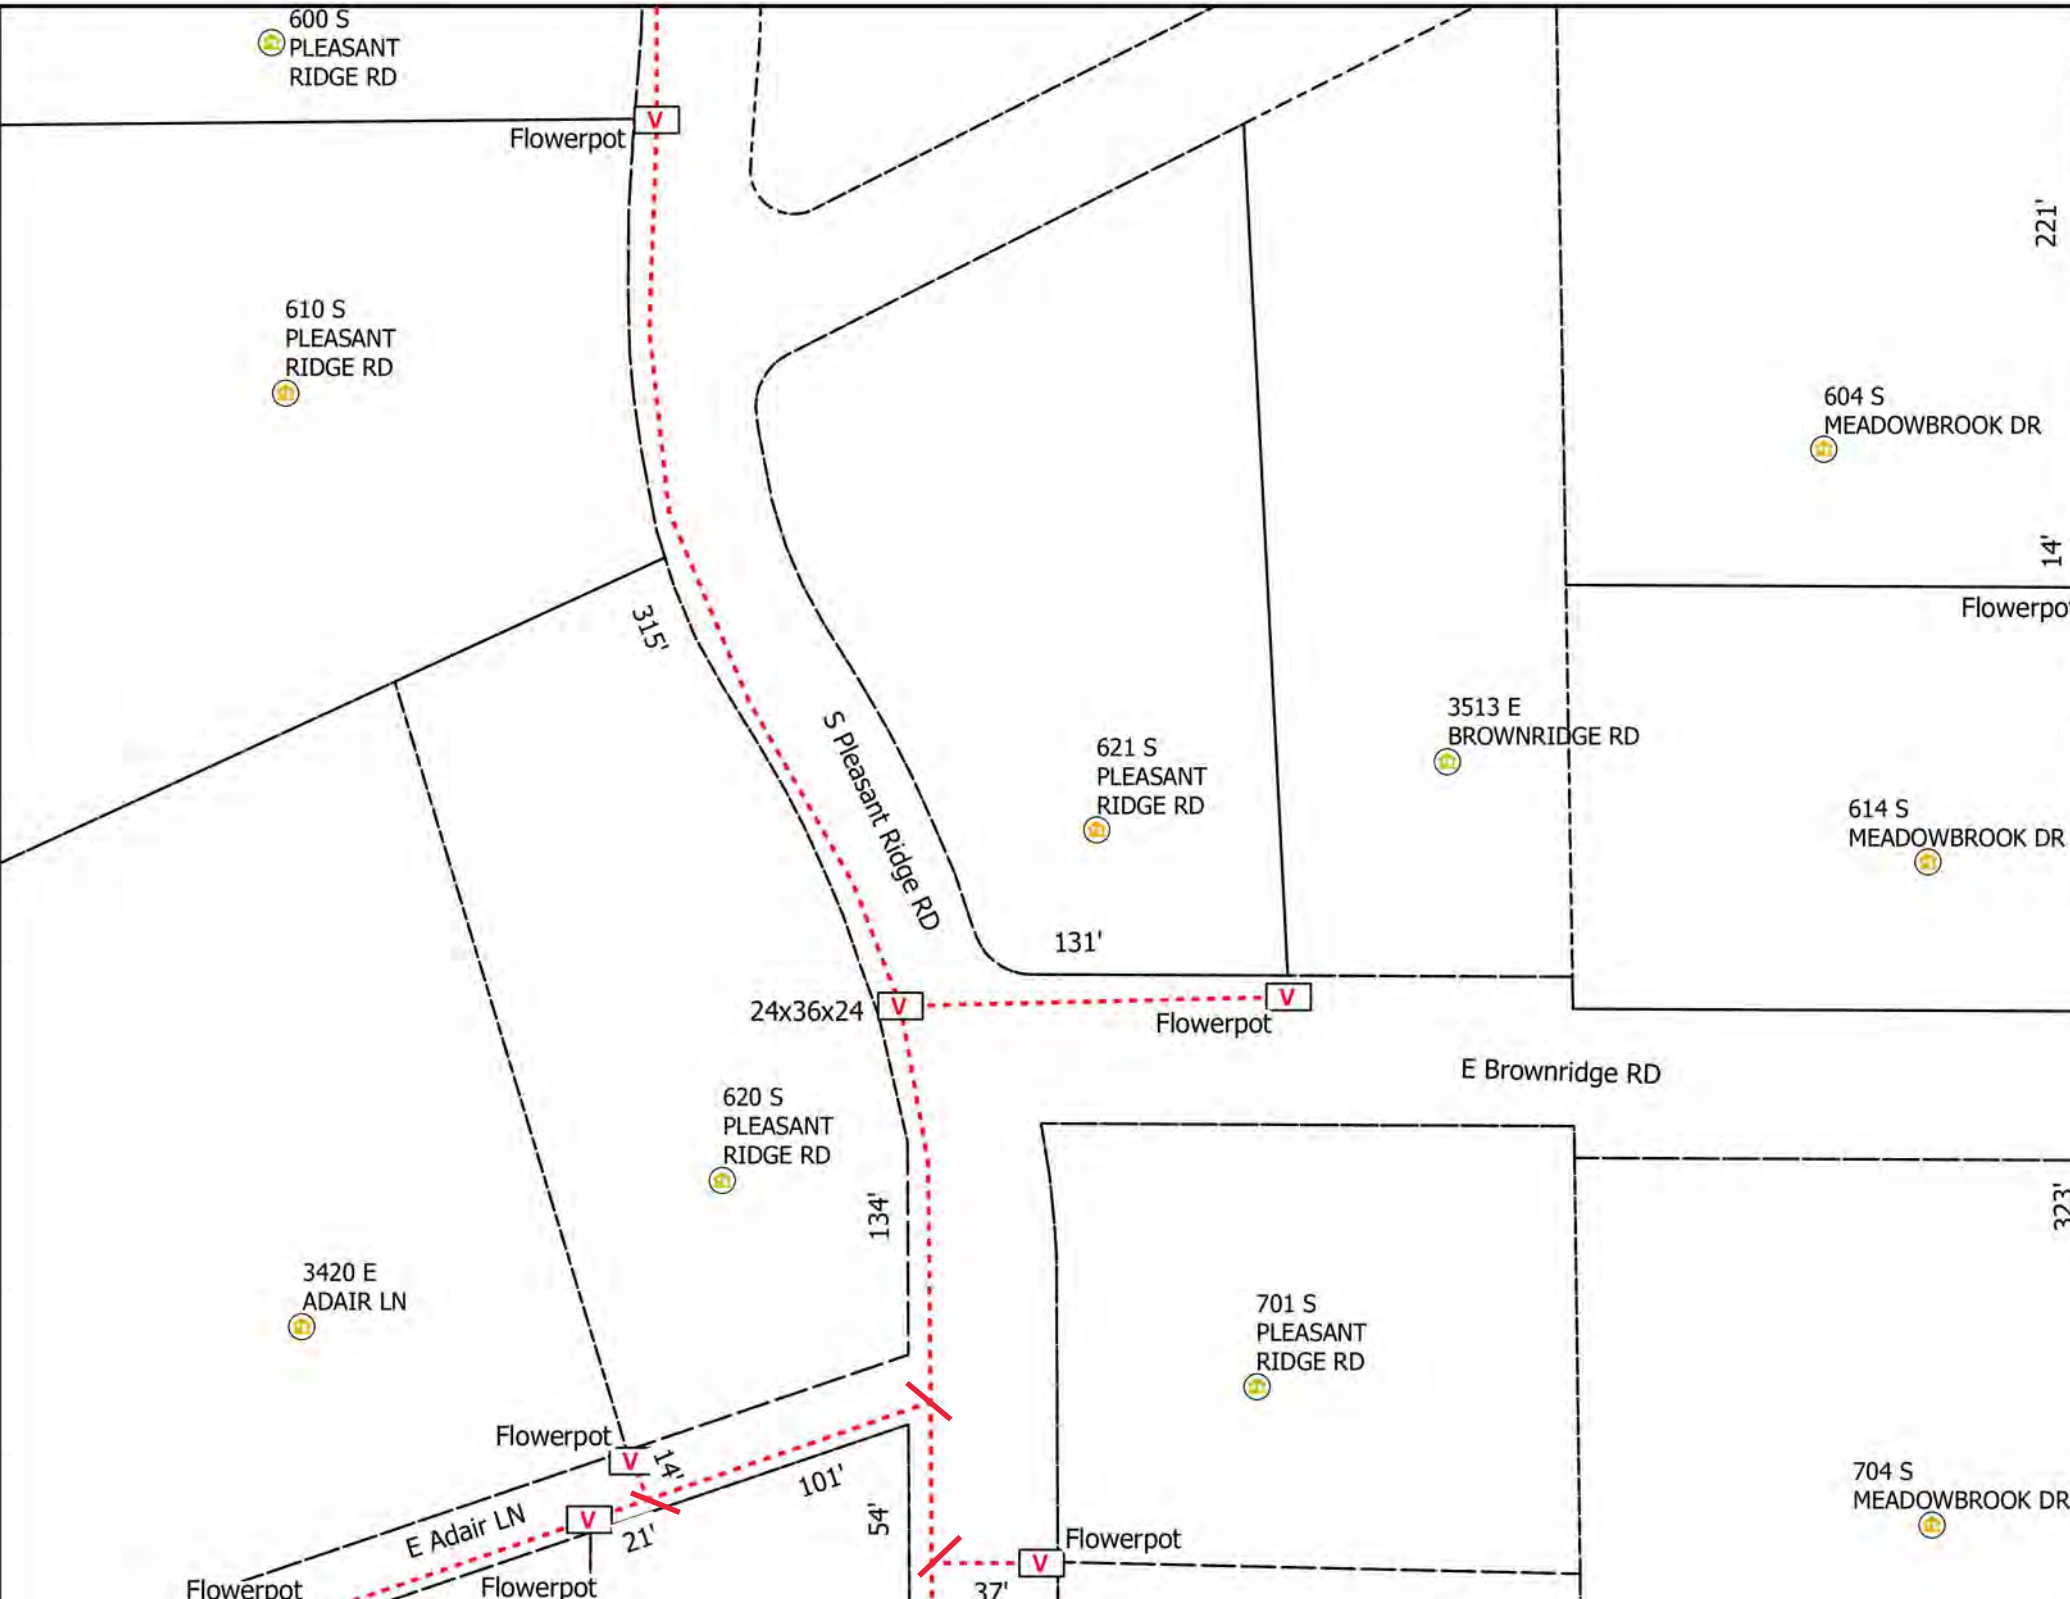 600 S
PLEASANT
RIDGE RD
V
Flowerpot
221'
610 S
PLEASANT
RIDGE RD
604 S
MEADOWBROOK DR
14'
Flowerpot
315'
3513 E
BROWNRIDGE RD
S Pleasant Ridge RD
621 S
PLEASANT
RIDGE RD
614 S
MEADOWBROOK DR
131'
24x36x24
V
V
Flowerpot
E Brownridge RD
620 S
PLEASANT
RIDGE RD
134'
323'
3420 E
ADAIR LN
701 S
PLEASANT
RIDGE RD
Flowerpot
V
14'
101'
704 S
MEADOWBROOK DR
E Adair LN
V
21'
54'
Flowerpot
V
Flowerpot
Flowerpot
37'